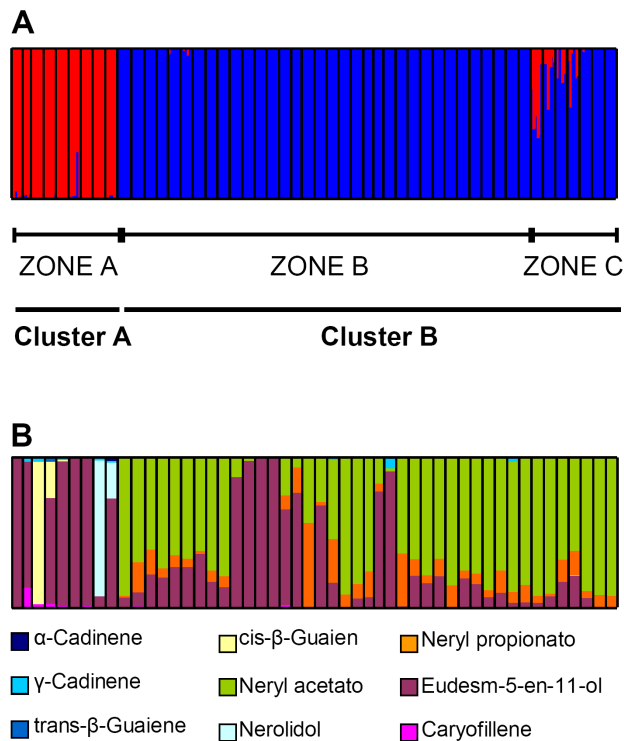 A
ZONE A ZONE B ZONE C
Cluster A Cluster B
B
α-Cadinene cis-β-Guaien Neryl propionato
γ-Cadinene Neryl acetato Eudesm-5-en-11-ol
trans-β-Guaiene Nerolidol Caryofillene